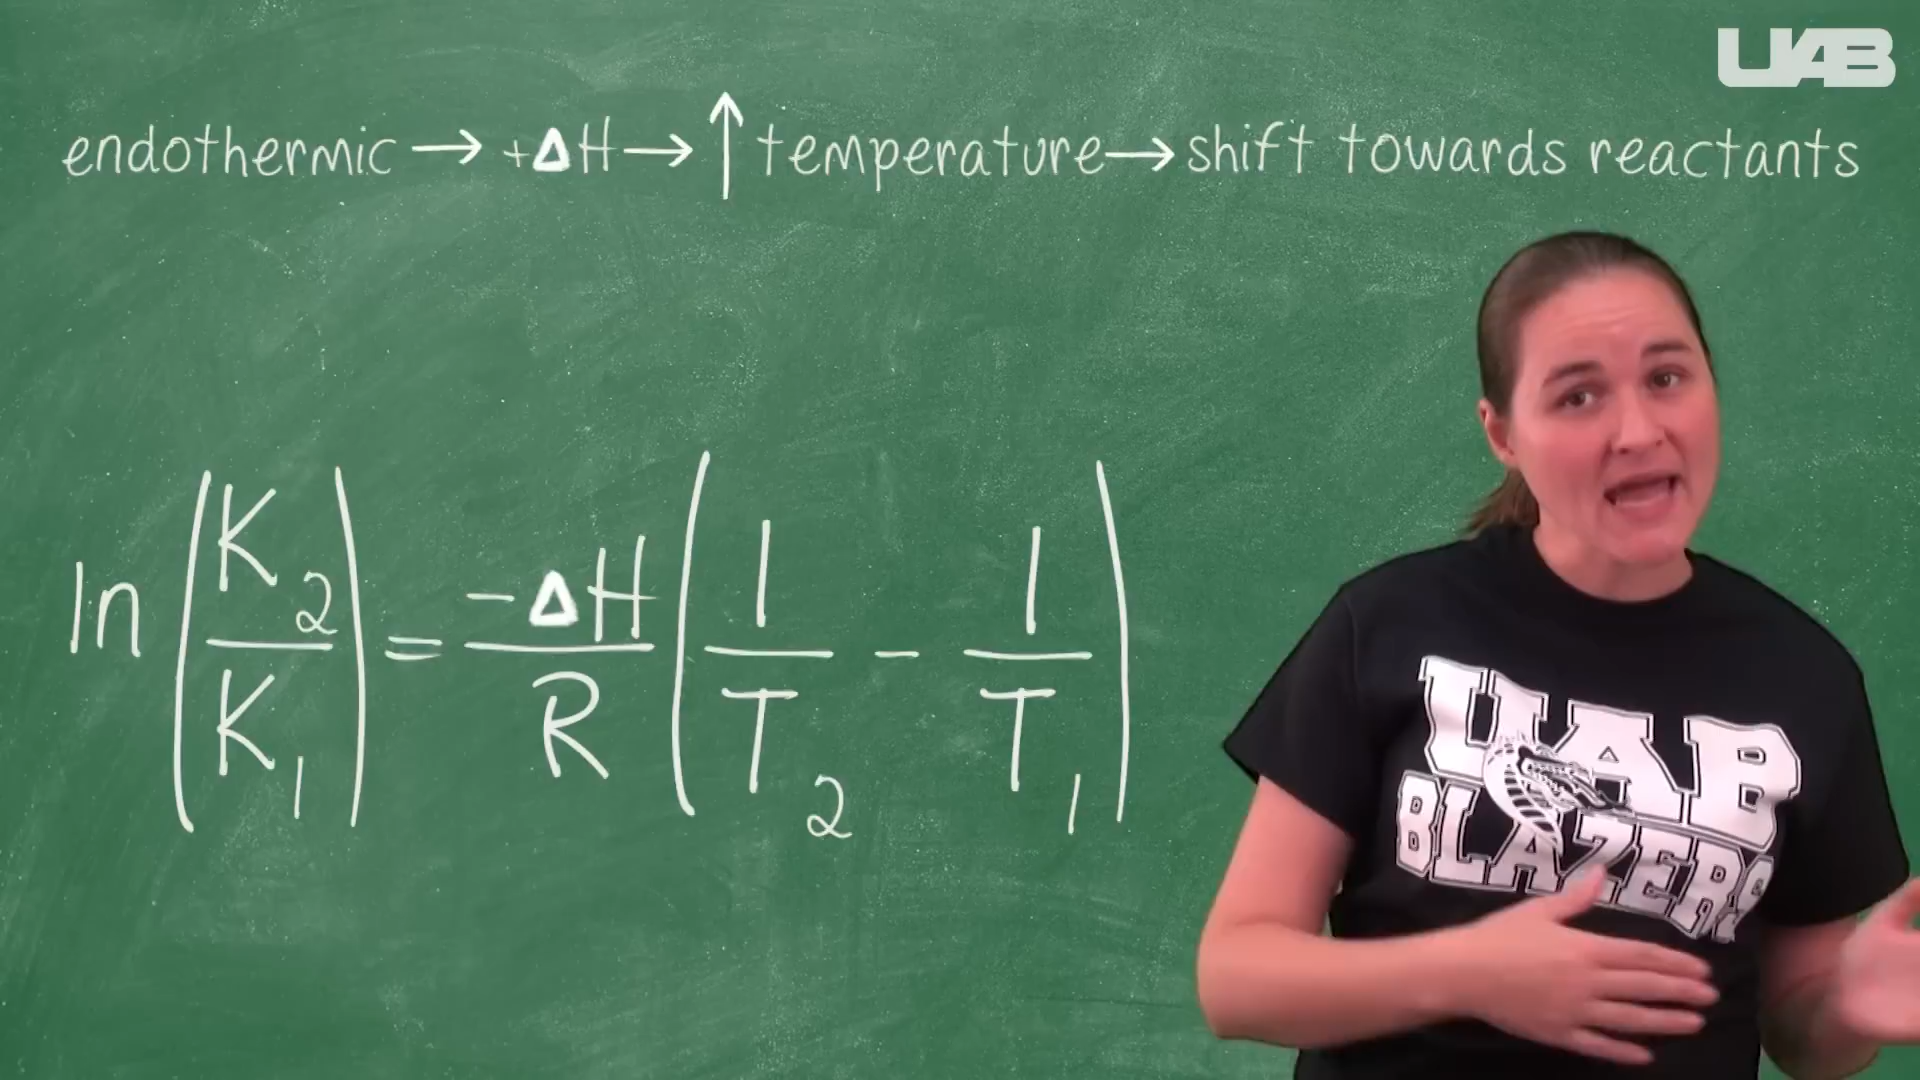 UAB
endothermic → +ΔH → ↑ temperature → shift towards reactants
ln(K₂/K₁) = -ΔH/R (1/T₂ - 1/T₁)
UAB
BLAZERS